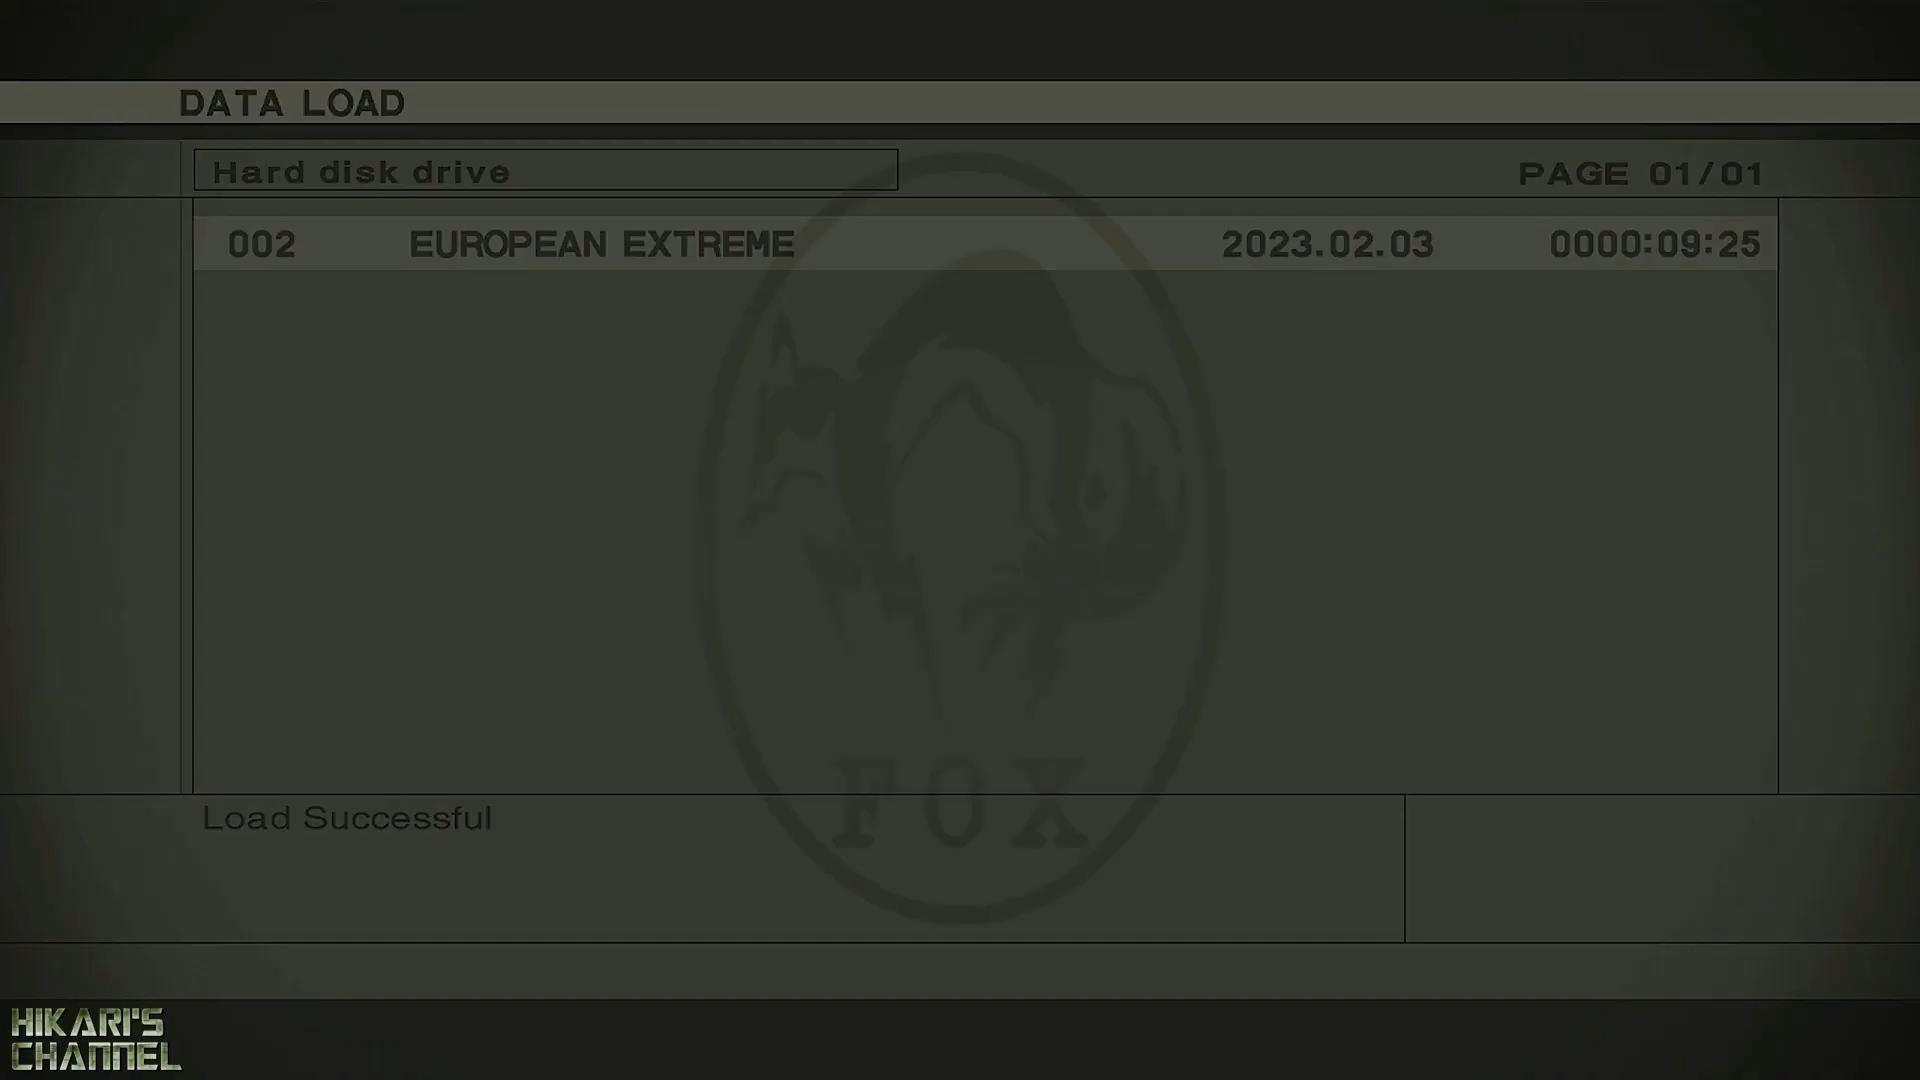 DATA LOAD
Hard disk drive
PAGE 01/01
002 EUROPEAN EXTREME 2023.02.03 0000:09:25
FOX
Load Successful
HIKARI'S
CHANNEL